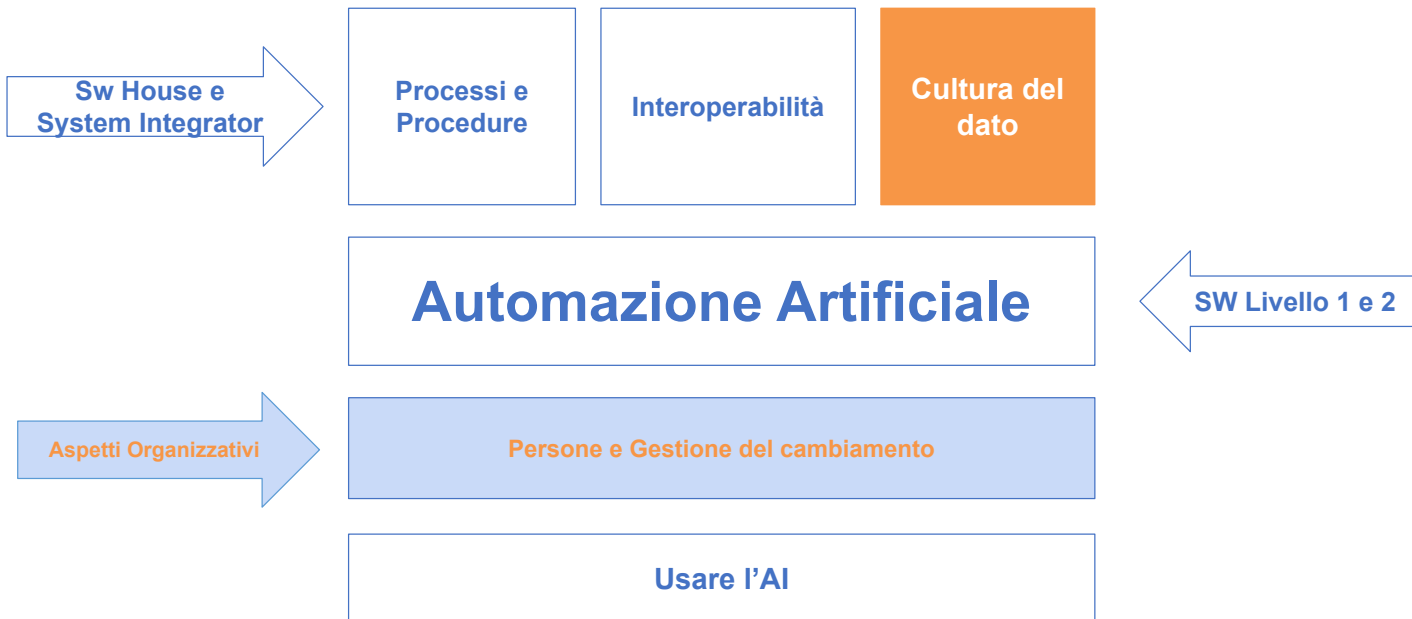 Sw House e
System Integrator
Processi e
Procedure
Interoperabilità
Cultura del
dato
Automazione Artificiale
SW Livello 1 e 2
Aspetti Organizzativi
Persone e Gestione del cambiamento
Usare l’AI